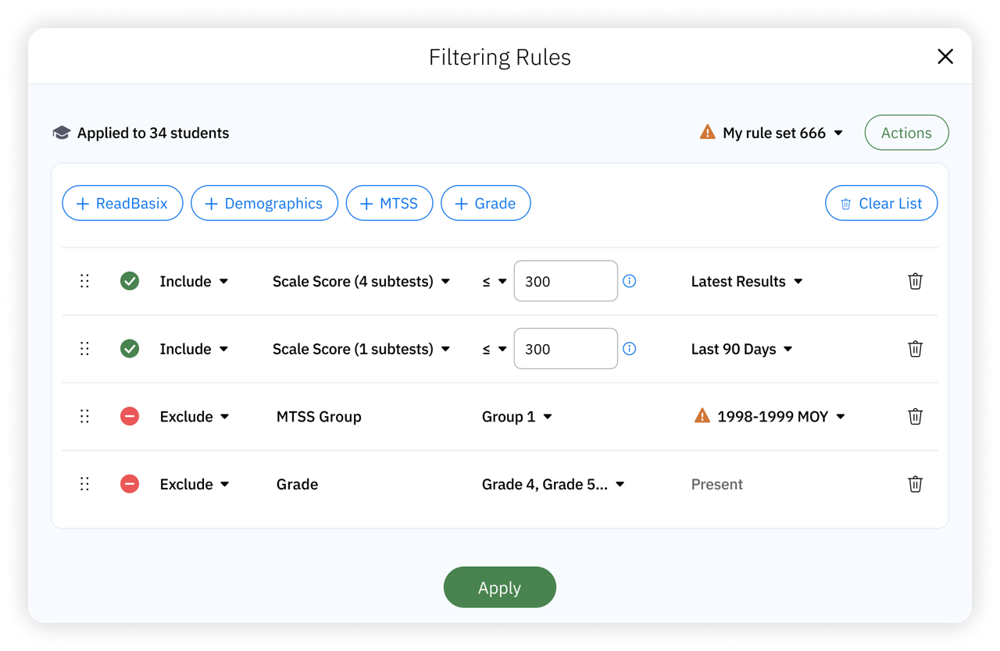 Filtering Rules
Applied to 34 students My rule set 666 Actions
+ ReadBasix + Demographics + MTSS + Grade Clear List
Include Scale Score (4 subtests) ≤ 300 Latest Results
Include Scale Score (1 subtests) ≤ 300 Last 90 Days
Exclude MTSS Group Group 1 1998-1999 MOY
Exclude Grade Grade 4, Grade 5... Present
Apply